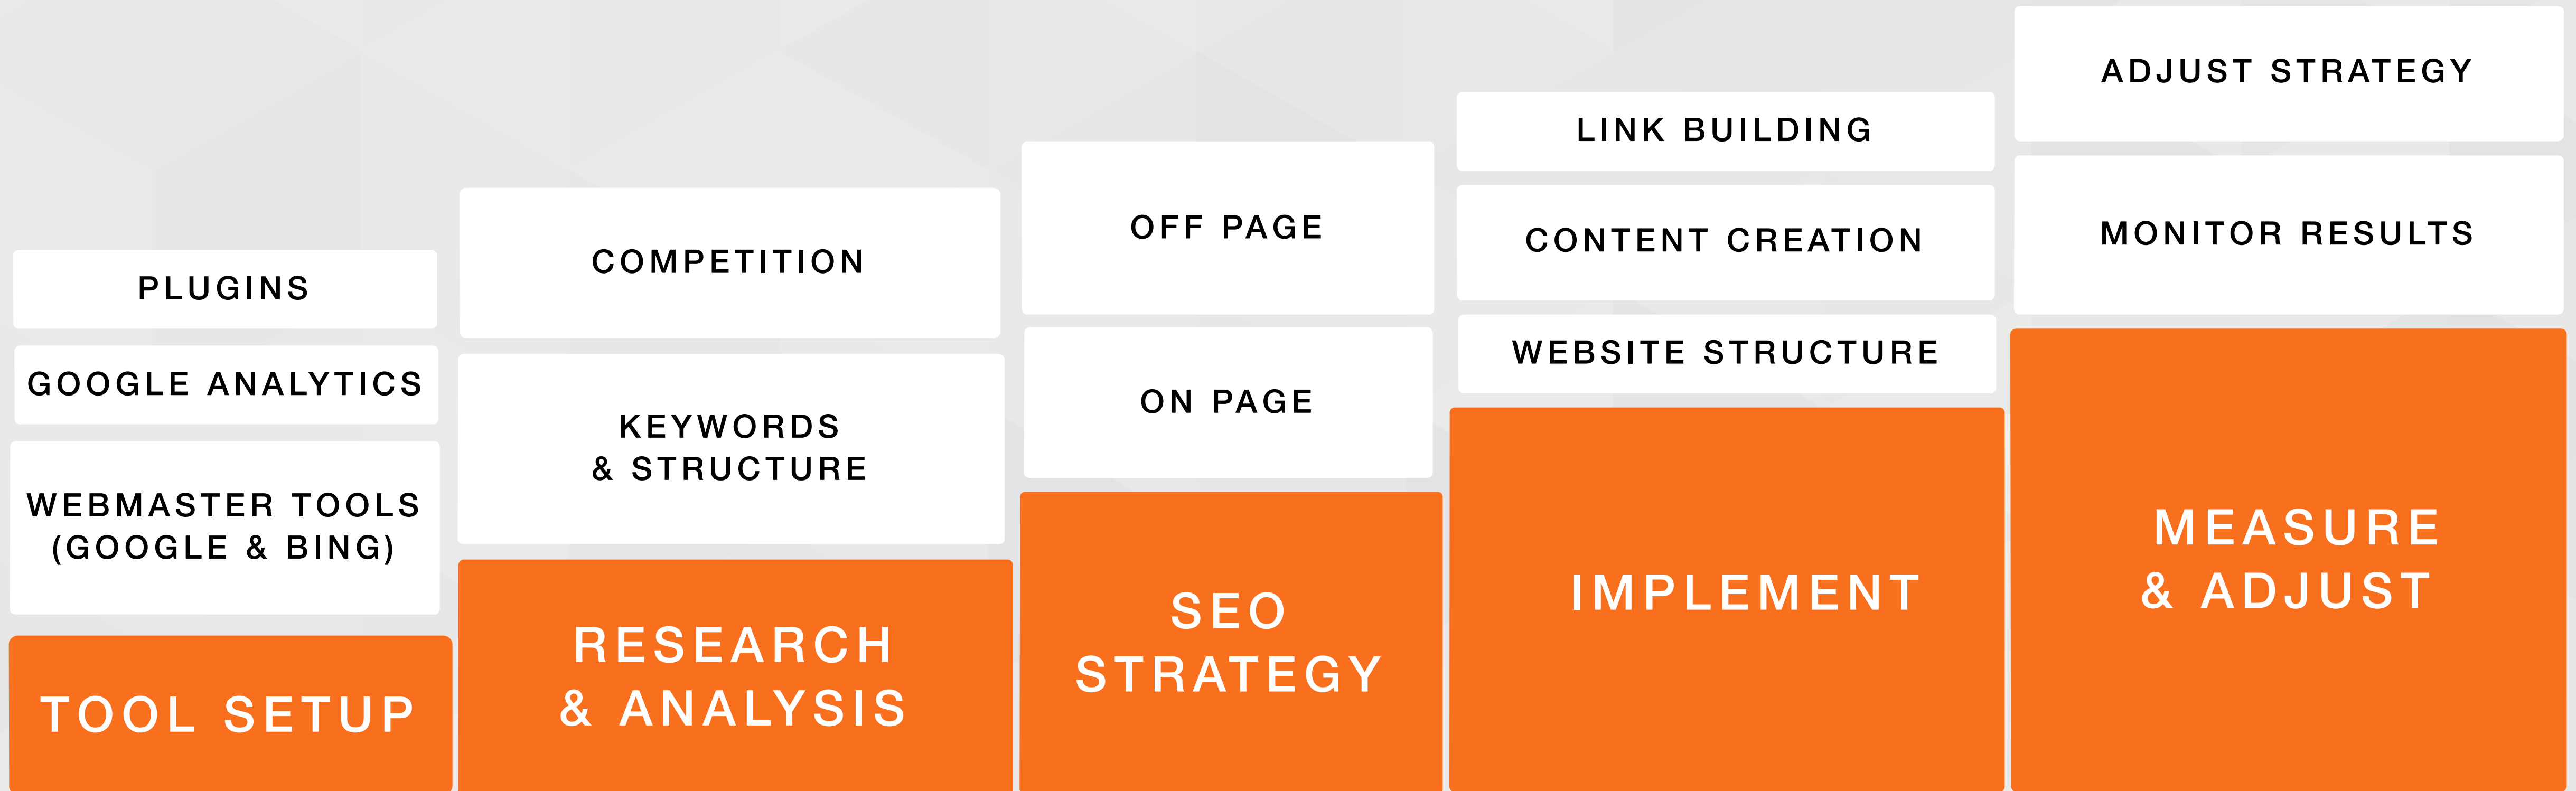 PLUGINS
GOOGLE ANALYTICS
WEBMASTER TOOLS
(GOOGLE & BING)
TOOL SETUP
COMPETITION
KEYWORDS
& STRUCTURE
RESEARCH
& ANALYSIS
OFF PAGE
ON PAGE
SEO
STRATEGY
LINK BUILDING
CONTENT CREATION
WEBSITE STRUCTURE
IMPLEMENT
ADJUST STRATEGY
MONITOR RESULTS
MEASURE
& ADJUST